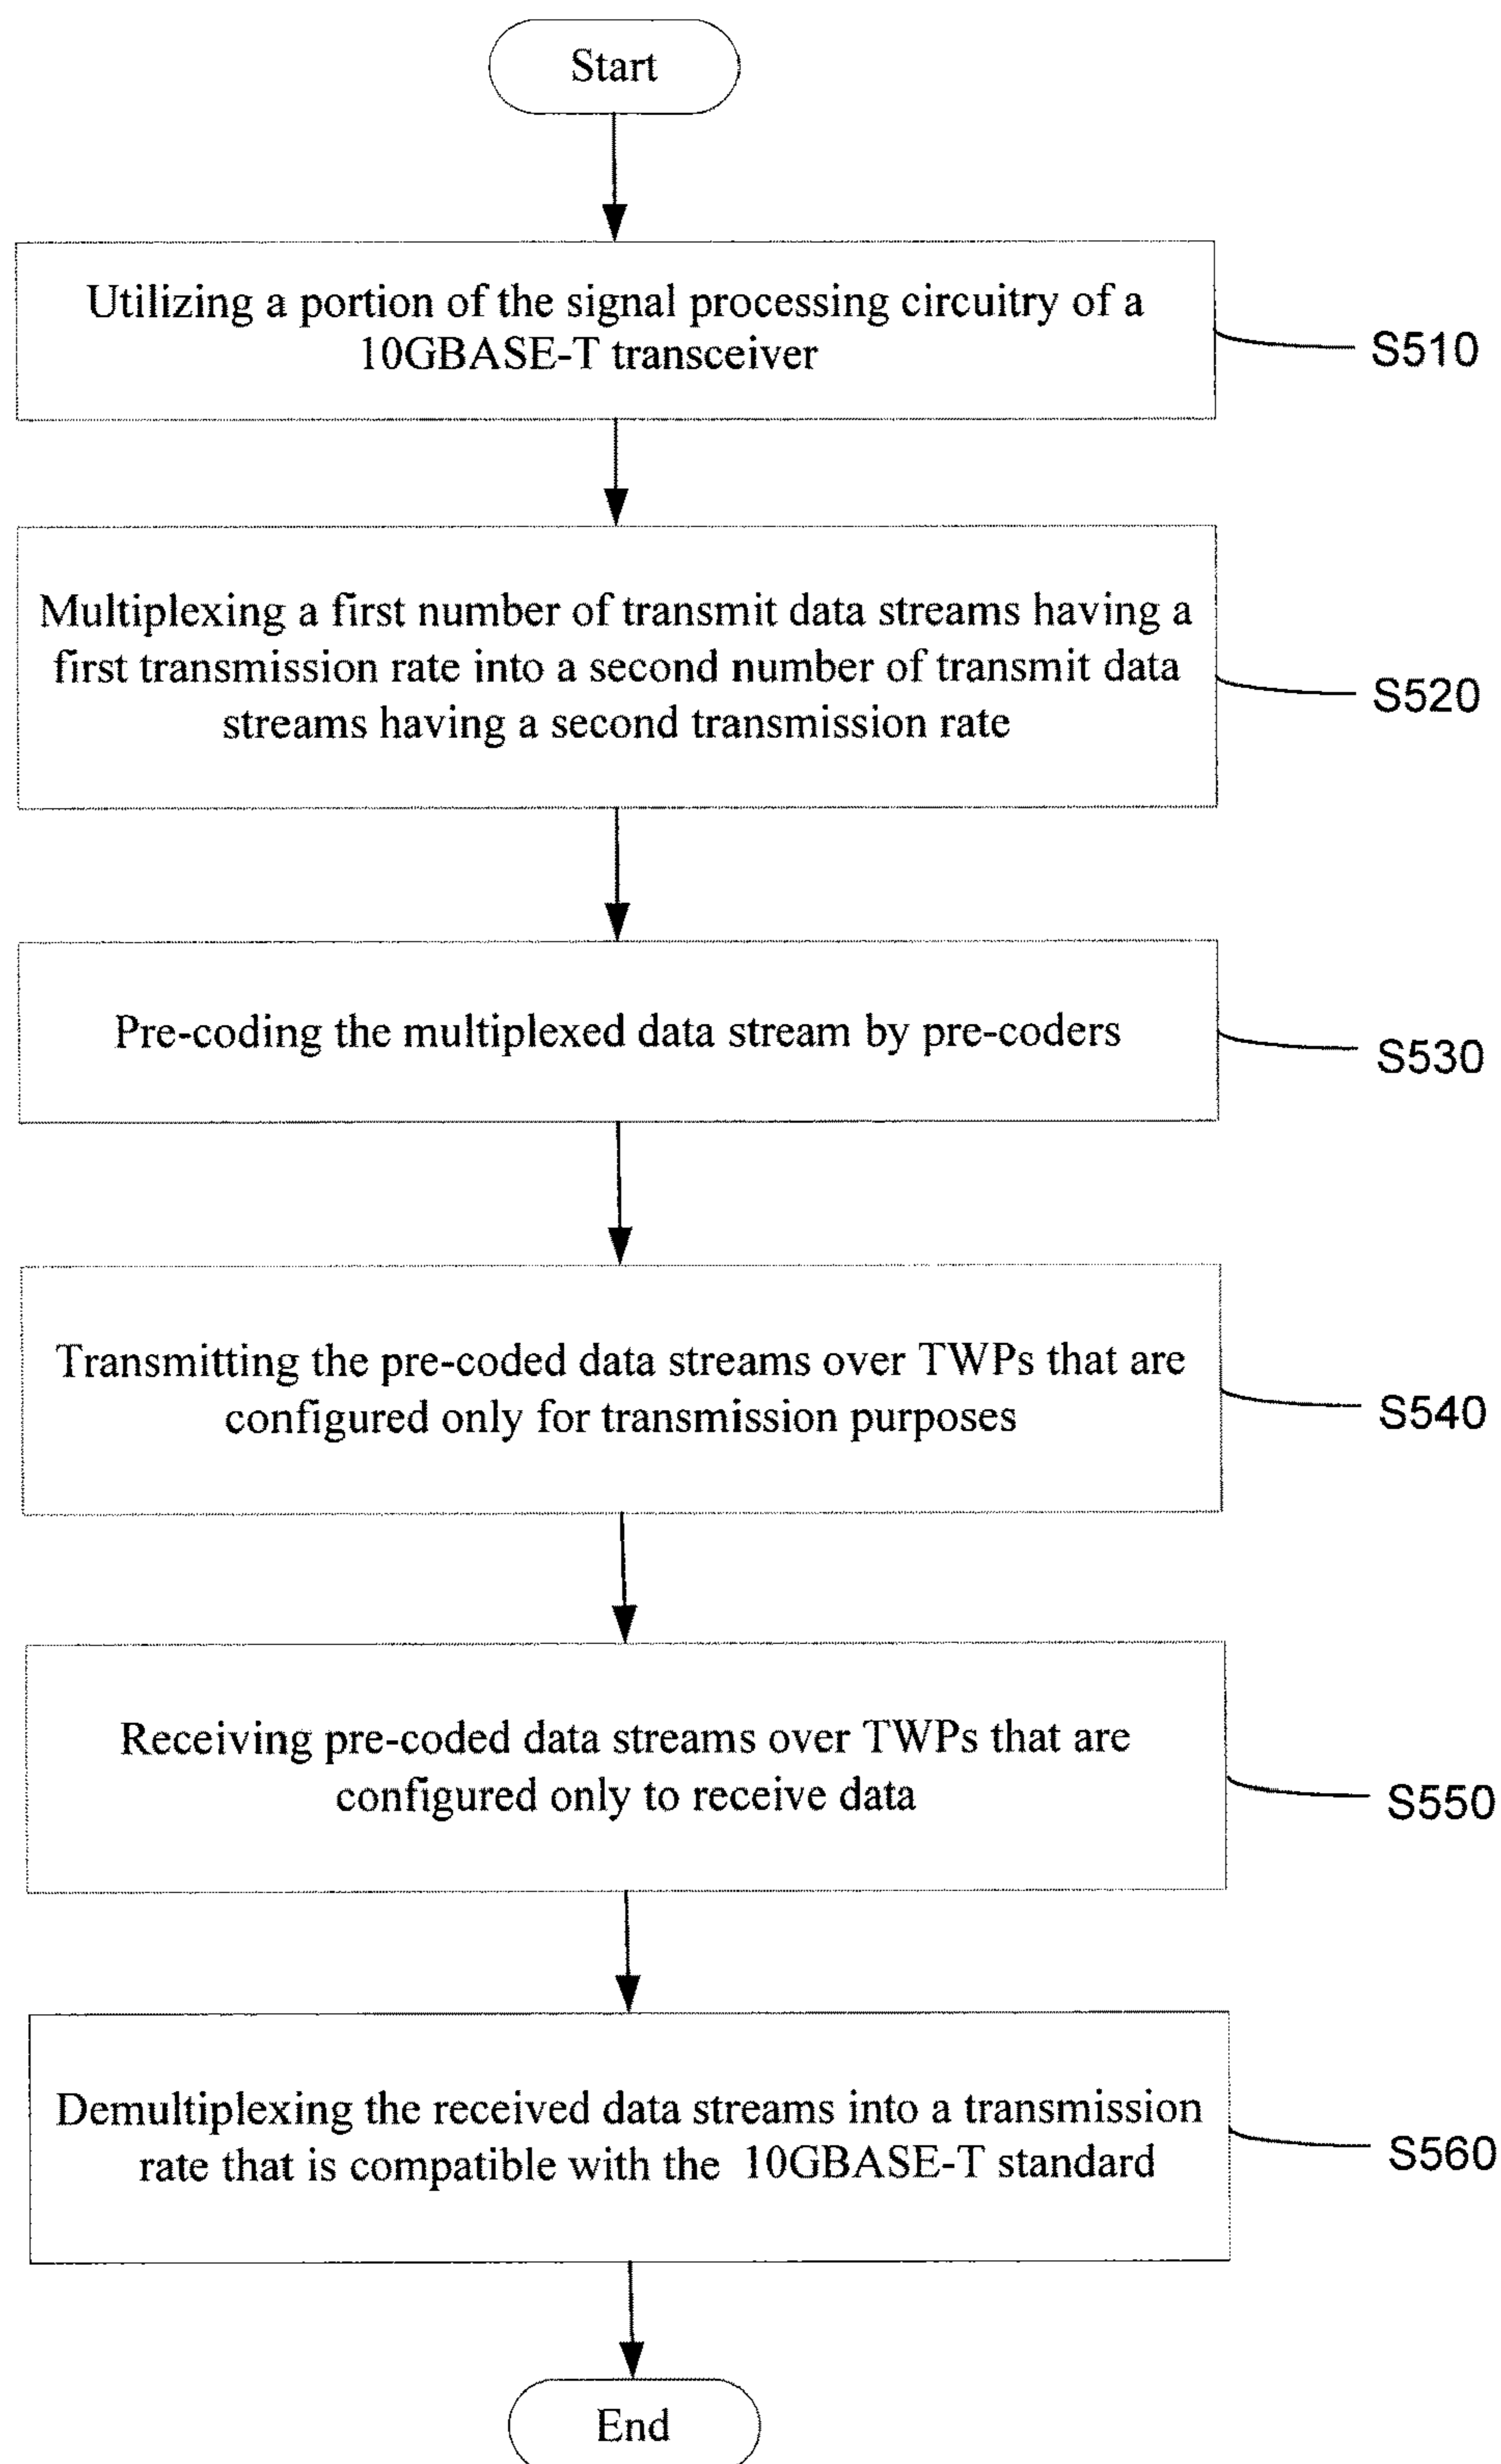 Start
Utilizing a portion of the signal processing circuitry of a
10GBASE-T transceiver
S510
Multiplexing a first number of transmit data streams having a
first transmission rate into a second number of transmit data
streams having a second transmission rate
S520
Pre-coding the multiplexed data stream by pre-coders
S530
Transmitting the pre-coded data streams over TWPs that are
configured only for transmission purposes
S540
Receiving pre-coded data streams over TWPs that are
configured only to receive data
S550
Demultiplexing the received data streams into a transmission
rate that is compatible with the 10GBASE-T standard
S560
End